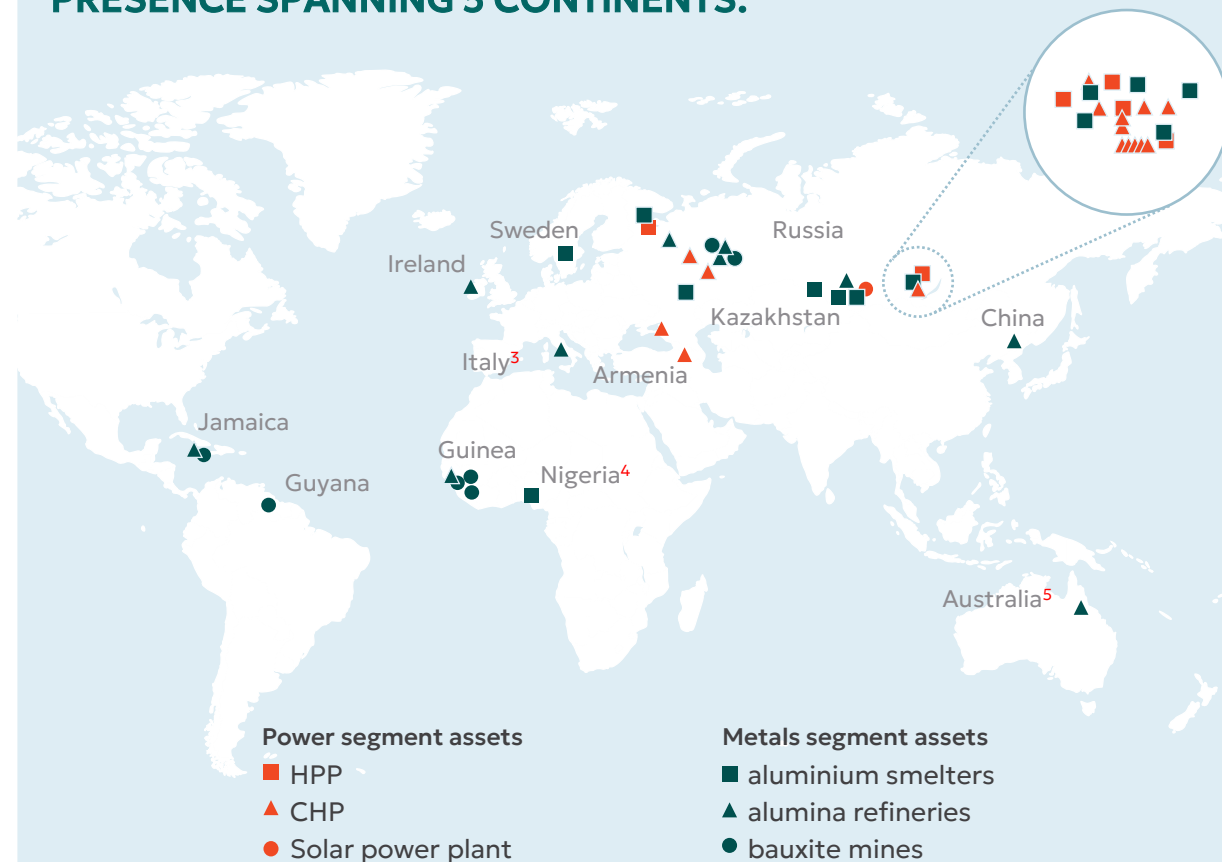 PRESENCE SPANNING 5 CONTINENTS:
Sweden
Russia
Ireland
Kazakhstan
China
Italy3
Armenia
Jamaica
Guinea
Nigeria4
Guyana
Australia5
Power segment assets
HPP
CHP
Solar power plant
Metals segment assets
aluminium smelters
alumina refineries
bauxite mines